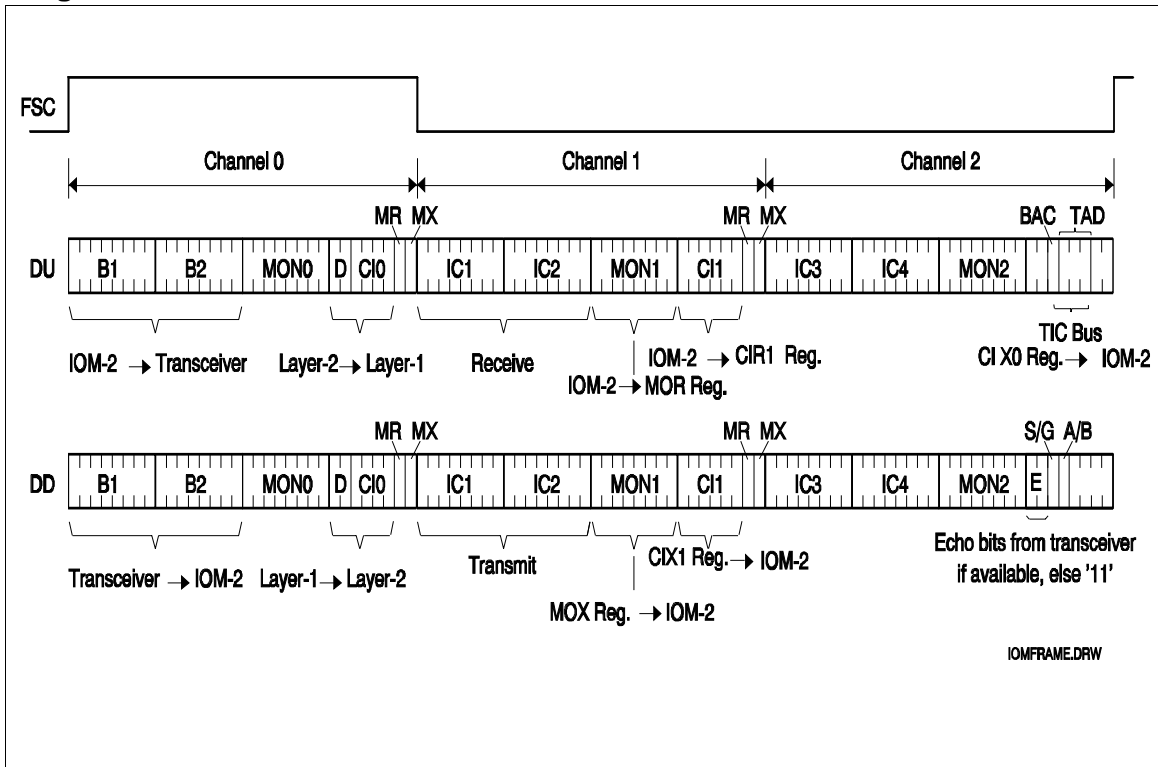 FSC
Channel 0 Channel 1 Channel 2
MR MX MR MX BAC TAD
DU B1 B2 MON0 D CI0 IC1 IC2 MON1 CI1 IC3 IC4 MON2
TIC Bus
IOM-2 → Transceiver Layer-2 → Layer-1 Receive IOM-2 → CIR1 Reg. CI X0 Reg. → IOM-2
IOM-2 → MOR Reg.
MR MX MR MX S/G A/B
DD B1 B2 MON0 D CI0 IC1 IC2 MON1 CI1 IC3 IC4 MON2 E
Transceiver → IOM-2 Layer-1 → Layer-2 Transmit CIX1 Reg. → IOM-2 Echo bits from transceiver
if available, else '11'
MOX Reg. → IOM-2
IOMFRAME.DRW